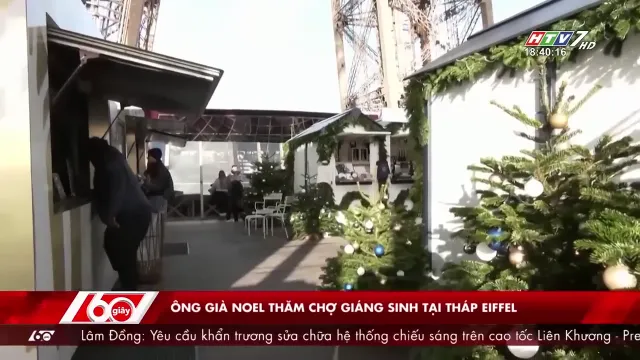 HTV7 HD
18:40:16
60 giây
ÔNG GIÀ NOEL THĂM CHỢ GIÁNG SINH TẠI THÁP EIFFEL
60 Lâm Đồng: Yêu cầu khẩn trương sửa chữa hệ thống chiếu sáng trên cao tốc Liên Khương - Pre